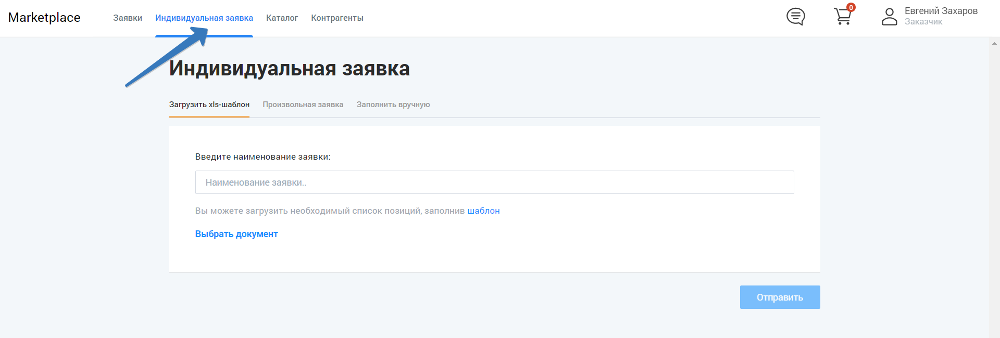 Marketplace
Заявки Индивидуальная заявка Каталог Контрагенты
0
Евгений Захаров
Заказчик
Индивидуальная заявка
Загрузить xls-шаблон Произвольная заявка Заполнить вручную
Введите наименование заявки:
Наименование заявки..
Вы можете загрузить необходимый список позиций, заполнив шаблон
Выбрать документ
Отправить